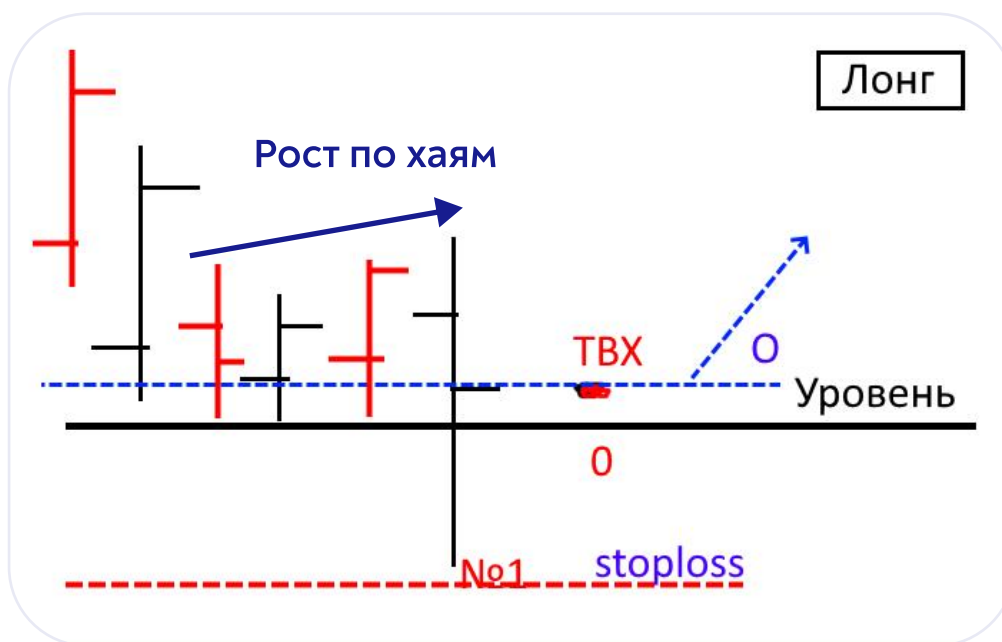 Лонг
Рост по хаям
ТВХ
О
Уровень
0
№1
stoploss